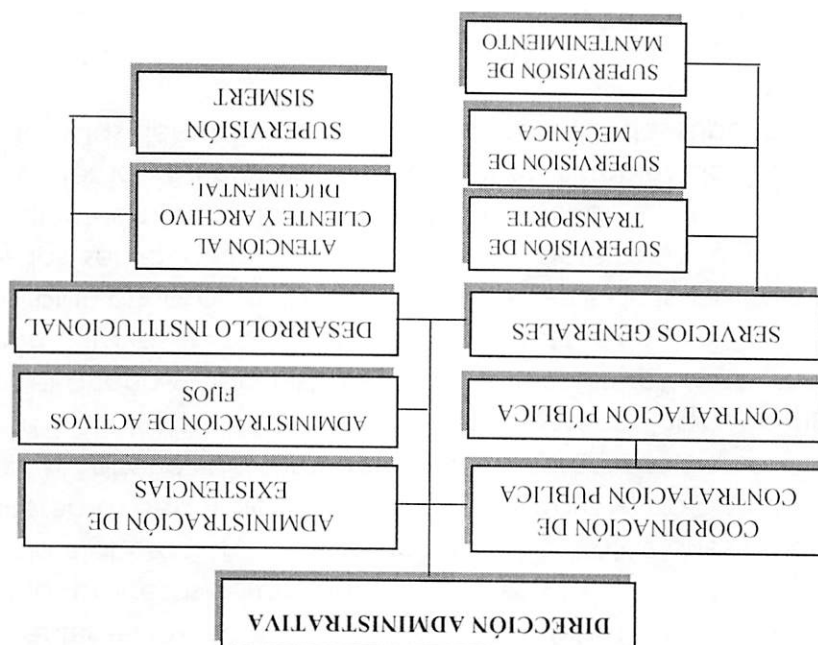 DIRECCIÓN ADMINISTRATIVA
COORDINACIÓN DE
CONTRATACIÓN PÚBLICA
ADMINISTRACIÓN DE
EXISTENCIAS
CONTRATACIÓN PÚBLICA
ADMINISTRACIÓN DE ACTIVOS
FIJOS
SERVICIOS GENERALES
DESARROLLO INSTITUCIONAL
SUPERVISIÓN DE
TRANSPORTE
ATENCIÓN AL
CLIENTE Y ARCHIVO
DUCUMENTAL
SUPERVISIÓN DE
MECÁNICA
SUPERVISIÓN
SISMERT
SUPERVISIÓN DE
MANTENIMIENTO